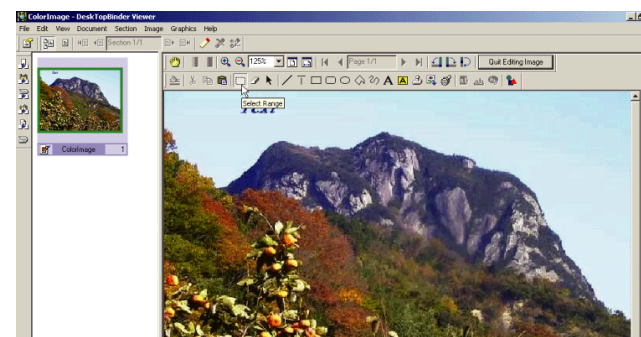 ColorImage - DeskTopBinder Viewer
File Edit View Document Section Image Graphics Help
Section 1/1
125% Page 1/1 Quit Editing Image
T A A
Select Range
Text
ColorImage 1